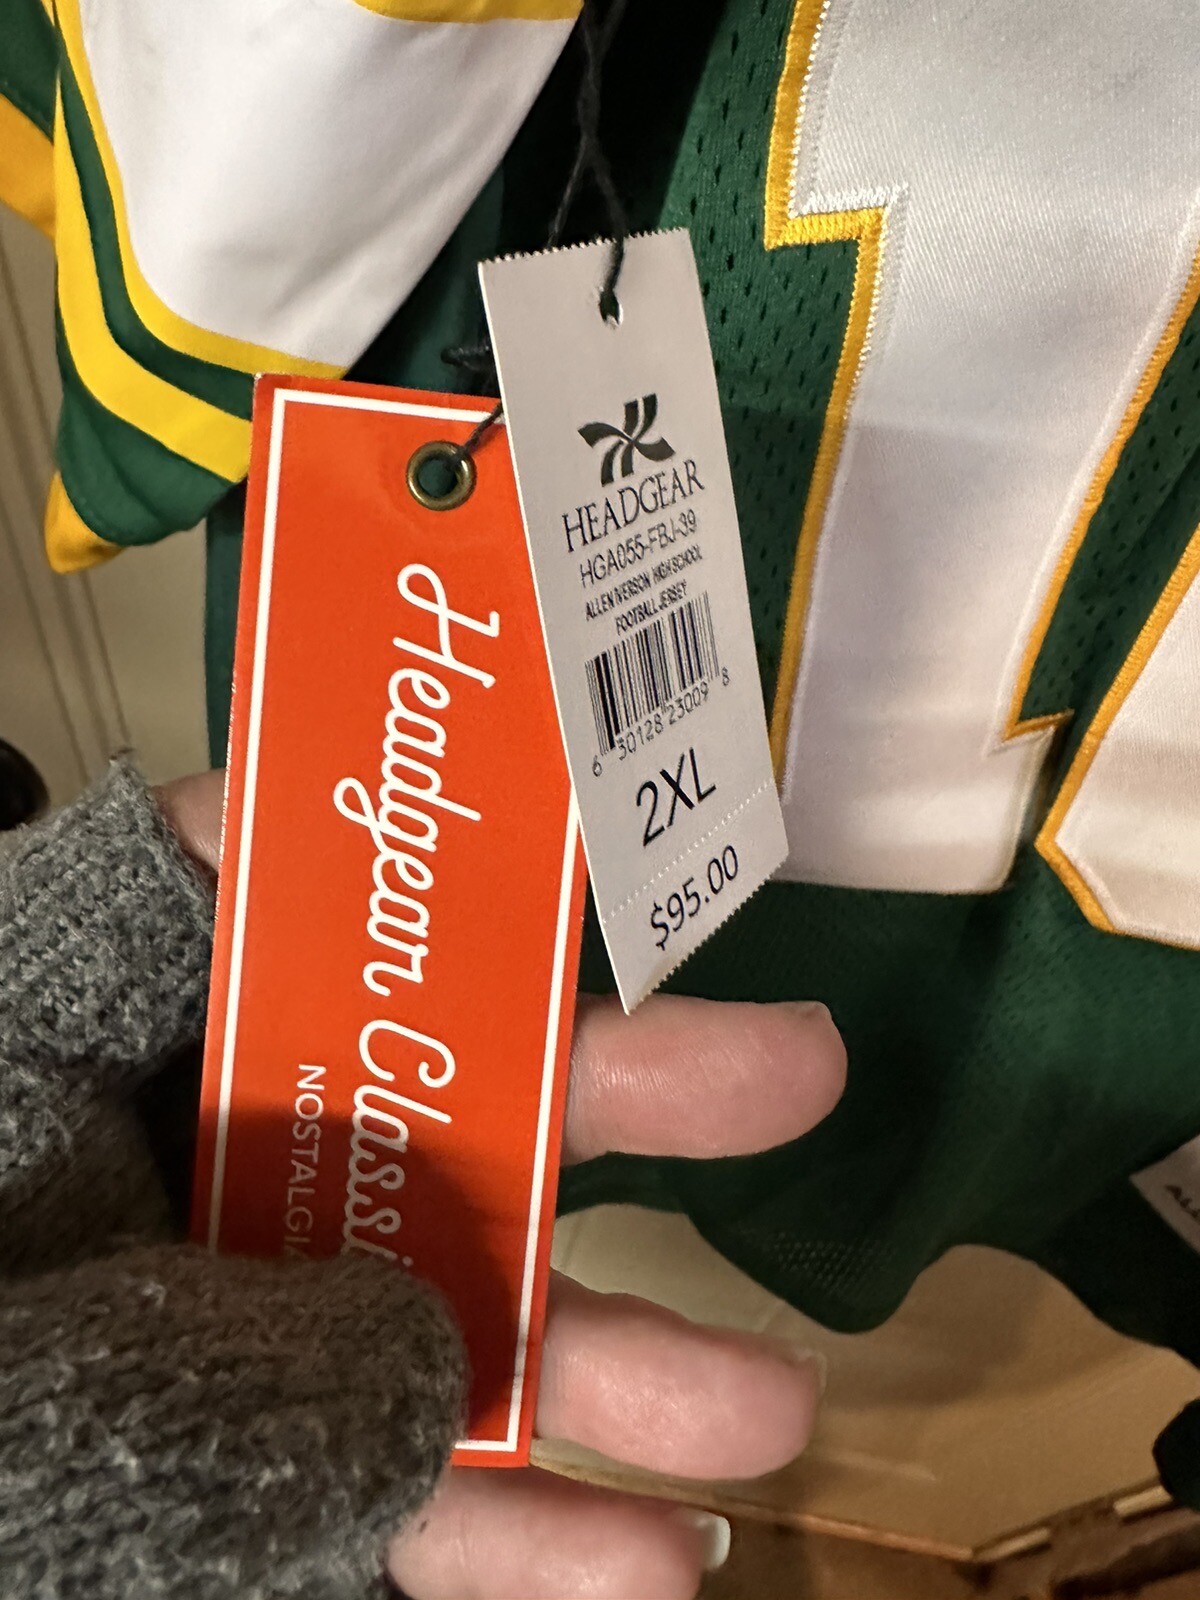 HEADGEAR
HGA055-FBJ-39
ALLEN IVERSON HIGH SCHOOL
FOOTBALL JERSEY
6 30128 23009 8
2XL
$95.00
Headgear Classi
NOSTALGI